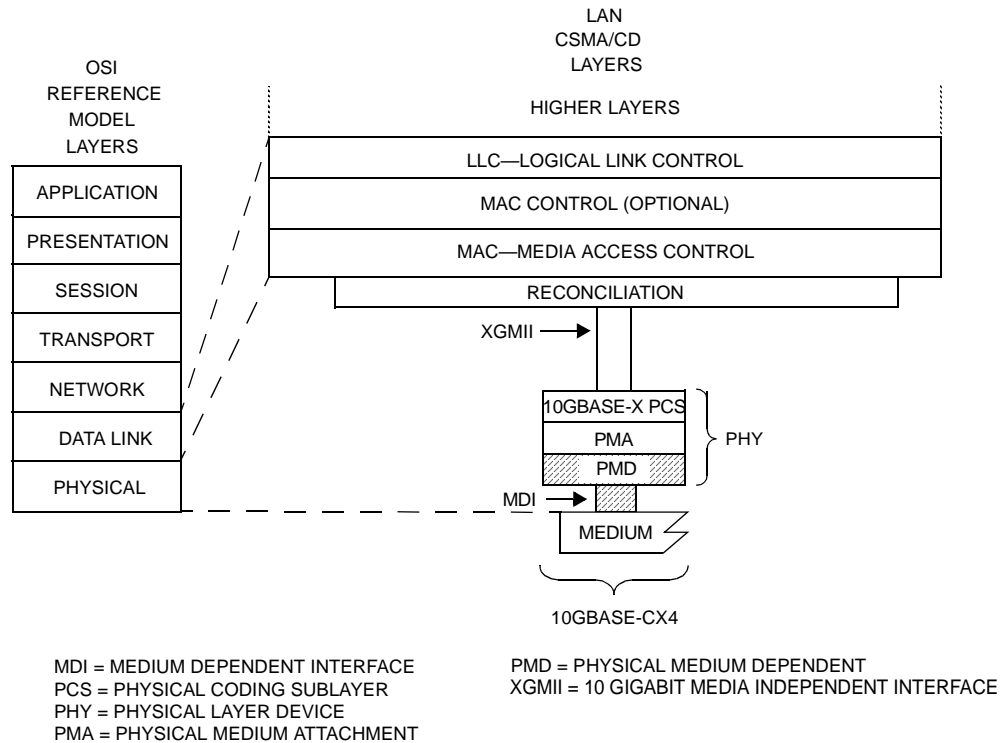 LAN
CSMA/CD
LAYERS
OSI
REFERENCE
MODEL
LAYERS
HIGHER LAYERS
LLC—LOGICAL LINK CONTROL
MAC CONTROL (OPTIONAL)
MAC—MEDIA ACCESS CONTROL
RECONCILIATION
APPLICATION
PRESENTATION
SESSION
TRANSPORT
NETWORK
DATA LINK
PHYSICAL
XGMII
10GBASE-X PCS
PMA
PMD
PHY
MDI
MEDIUM
10GBASE-CX4
MDI = MEDIUM DEPENDENT INTERFACE
PCS = PHYSICAL CODING SUBLAYER
PHY = PHYSICAL LAYER DEVICE
PMA = PHYSICAL MEDIUM ATTACHMENT
PMD = PHYSICAL MEDIUM DEPENDENT
XGMII = 10 GIGABIT MEDIA INDEPENDENT INTERFACE